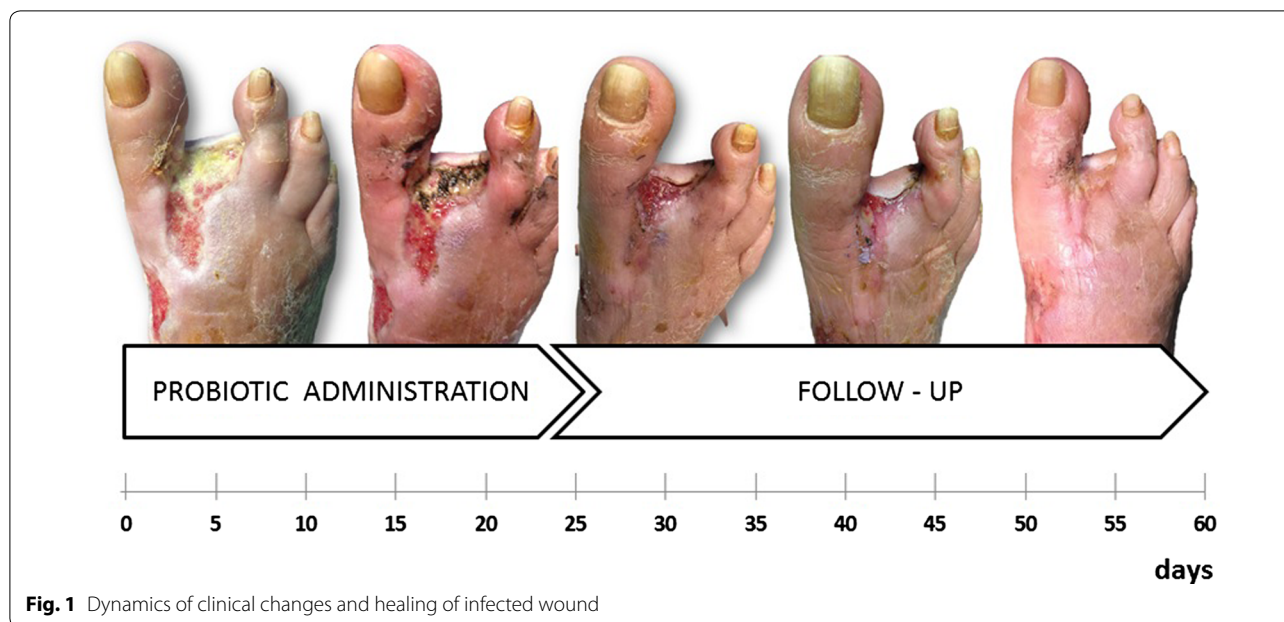 PROBIOTIC ADMINISTRATION
FOLLOW - UP
0 5 10 15 20 25 30 35 40 45 50 55 60
days
Fig. 1 Dynamics of clinical changes and healing of infected wound